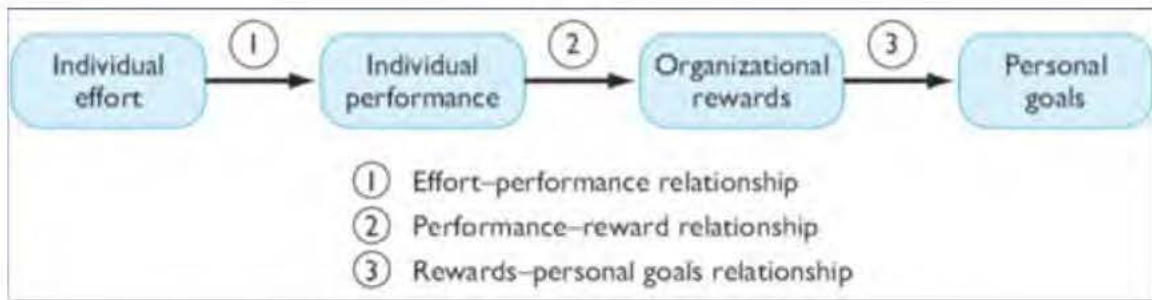 ①
②
③
Individual
effort
Individual
performance
Organizational
rewards
Personal
goals
① Effort–performance relationship
② Performance–reward relationship
③ Rewards–personal goals relationship